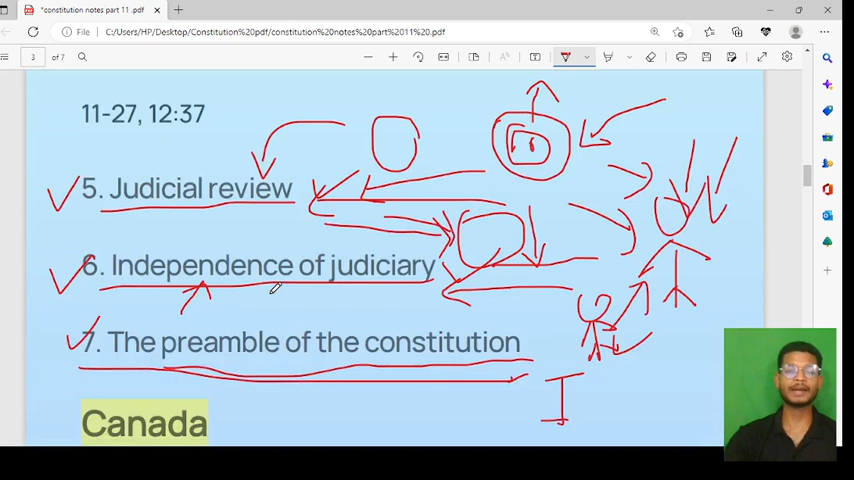 *constitution notes part 11 .pdf
File
C:/Users/HP/Desktop/Constitution%20pdf/constitution%20notes%20part%2011%20.pdf
3 of 7
11-27, 12:37
5. Judicial review
6. Independence of judiciary
7. The preamble of the constitution
I
Canada